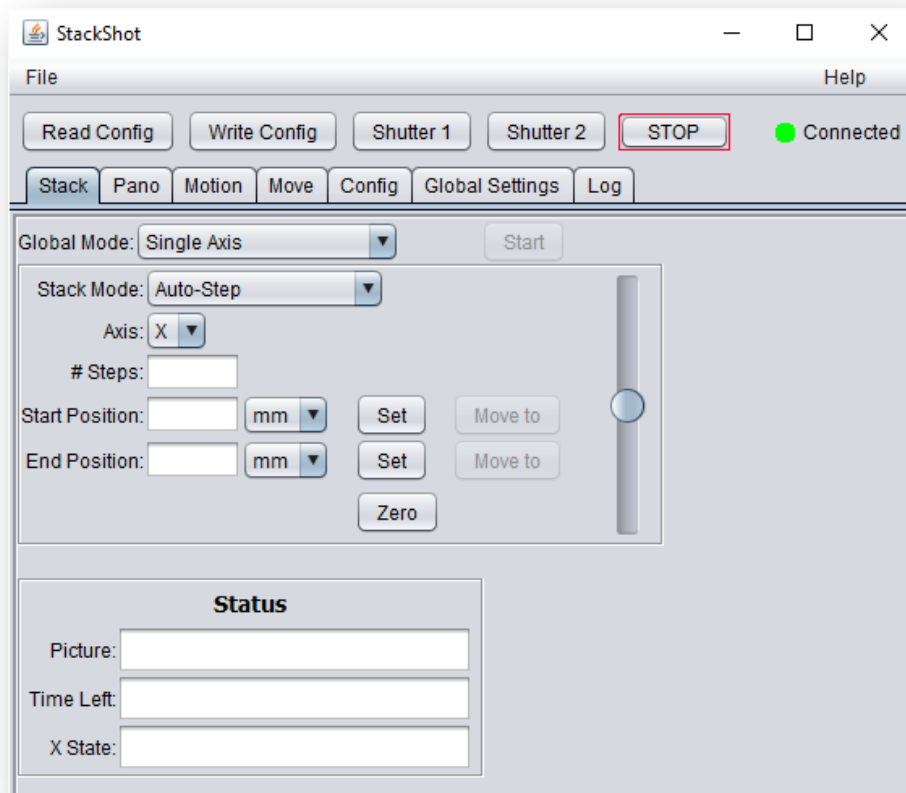 StackShot
File Help
Read Config Write Config Shutter 1 Shutter 2 STOP Connected
Stack Pano Motion Move Config Global Settings Log
Global Mode: Single Axis Start
Stack Mode: Auto-Step
Axis: X
# Steps:
Start Position: mm Set Move to
End Position: mm Set Move to
Zero
Status
Picture:
Time Left:
X State: